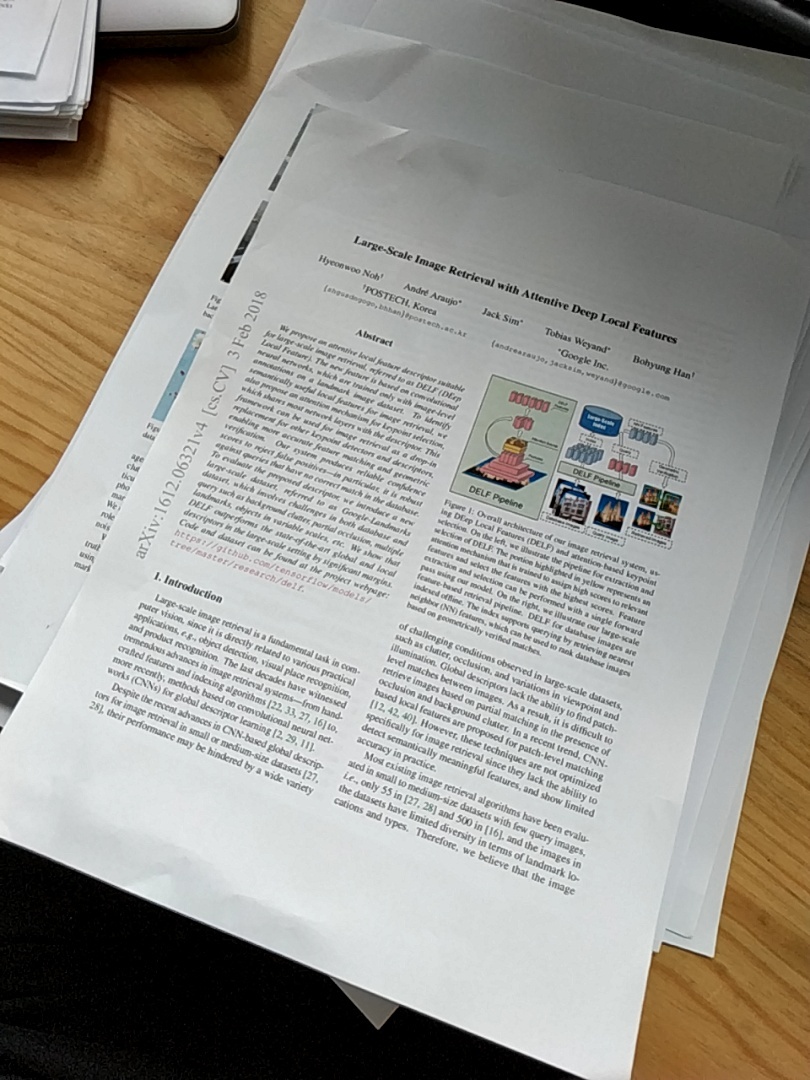 Large-Scale Image Retrieval with Attentive Deep Local Features
Hyeonwoo Noh† André Araujo* Jack Sim* Tobias Weyand* Bohyung Han†
†POSTECH, Korea *Google Inc.
{andrearaujo,jacksim,weyand}@google.com
arXiv:1612.06321v4 [cs.CV] 3 Feb 2018
Abstract
We propose an attentive local feature descriptor suitable
for large-scale image retrieval, referred to as DELF (DEep
Local Feature). The new feature is based on convolutional
neural networks, which are trained only with image-level
annotations on a landmark image dataset. To identify
semantically useful local features for image retrieval, we
also propose an attention mechanism for keypoint selection,
which shares most network layers with the descriptor. This
framework can be used for image retrieval as a drop-in
replacement for other keypoint detectors and descriptors,
enabling more accurate feature matching and geometric
verification. Our system produces reliable confidence
scores to reject false positives—in particular, it is robust
against queries that have no correct match in the database.
To evaluate the proposed descriptor, we introduce a new
large-scale dataset, referred to as Google-Landmarks
dataset, which involves challenges in both database and
query such as background clutter, partial occlusion, multiple
landmarks, objects in variable scales, etc. We show that
DELF outperforms the state-of-the-art global and local
descriptors in the large-scale setting by significant margins.
Code and dataset can be found at the project webpage:
https://github.com/tensorflow/models/
tree/master/research/delf.
1. Introduction
Large-scale image retrieval is a fundamental task in com-
puter vision, since it is directly related to various practical
applications, e.g., object detection, visual place recognition,
and product recognition. The last decades have witnessed
tremendous advances in image retrieval systems—from hand-
crafted features and indexing algorithms [22, 33, 27, 16] to,
more recently, methods based on convolutional neural net-
works (CNNs) for global descriptor learning [2, 29, 11].
Despite the recent advances in CNN-based global descrip-
tors for image retrieval in small or medium-size datasets [27,
28], their performance may be hindered by a wide variety
DELF Pipeline
Large-Scale
Index
DELF Pipeline
Figure 1: Overall architecture of our image retrieval system, us-
ing DEep Local Features (DELF) and attention-based keypoint
selection. On the left, we illustrate the pipeline for extraction and
selection of DELF. The portion highlighted in yellow represents an
attention mechanism that is trained to assign high scores to relevant
features and select the features with the highest scores. Feature
extraction and selection can be performed with a single forward
pass using our model. On the right, we illustrate our large-scale
feature-based retrieval pipeline. DELF for database images are
indexed offline. The index supports querying by retrieving nearest
neighbor (NN) features, which can be used to rank database images
based on geometrically verified matches.
of challenging conditions observed in large-scale datasets,
such as clutter, occlusion, and variations in viewpoint and
illumination. Global descriptors lack the ability to find patch-
level matches between images. As a result, it is difficult to
retrieve images based on partial matching in the presence of
occlusion and background clutter. In a recent trend, CNN-
based local features are proposed for patch-level matching
[12, 42, 40]. However, these techniques are not optimized
specifically for image retrieval since they lack the ability to
detect semantically meaningful features, and show limited
accuracy in practice.
Most existing image retrieval algorithms have been evalu-
ated in small to medium-size datasets with few query images,
i.e., only 55 in [27, 28] and 500 in [16], and the images in
the datasets have limited diversity in terms of landmark lo-
cations and types. Therefore, we believe that the image